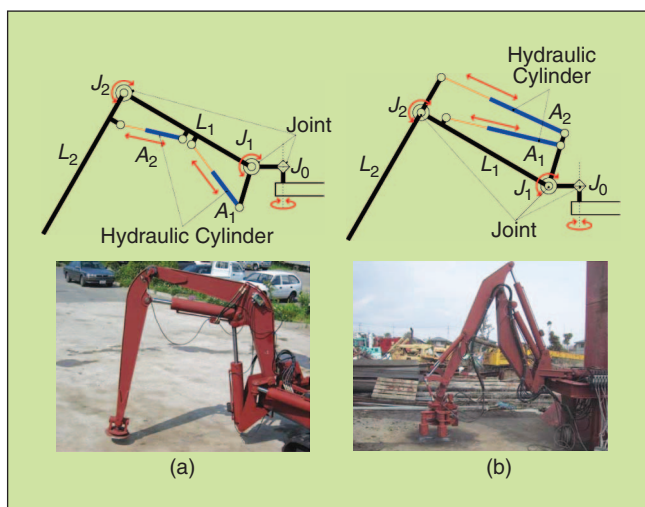 J2
L1
J1
Joint
A2
L2
J0
A1
Hydraulic Cylinder
(a)
Hydraulic
Cylinder
J2
A2
A1
L2
L1
J1
J0
Joint
(b)